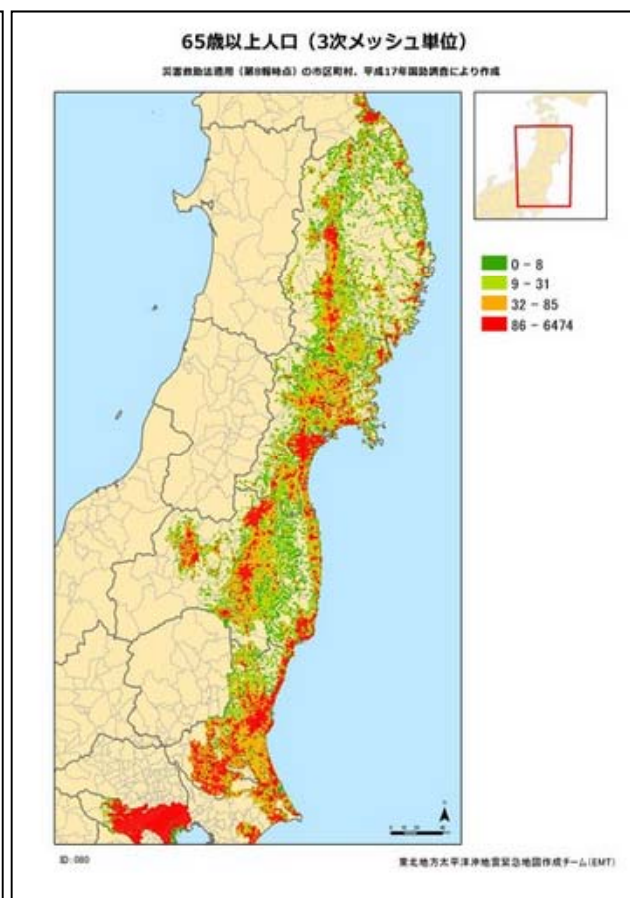 65歳以上人口（3次メッシュ単位）
災害救助法適用（第8報時点）の市区町村、平成17年国勢調査により作成
0 - 8
9 - 31
32 - 85
86 - 6474
ID:080
東北地方太平洋沖地震緊急地図作成チーム(EMT)